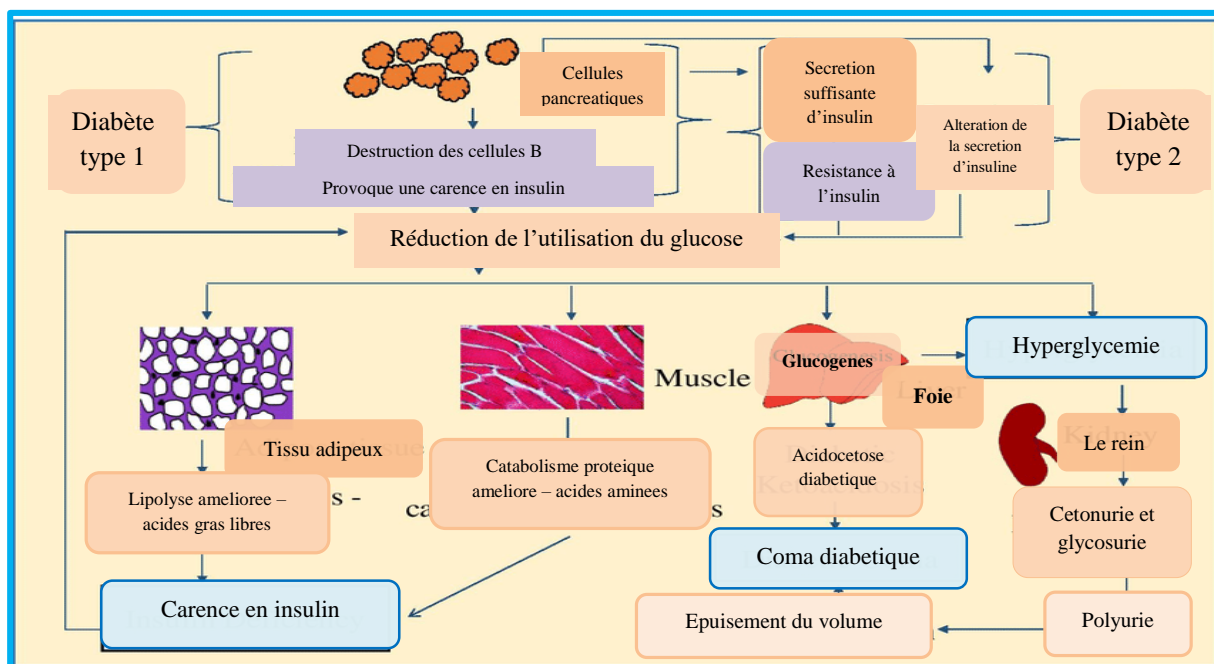 Cellules
pancreatiques
Secretion
suffisante
d'insulin
Diabète
type 1
Alteration de
la secretion
d'insuline
Diabète
type 2
Destruction des cellules B
Provoque une carence en insulin
Resistance à
l'insulin
Réduction de l'utilisation du glucose
Glucogenes
Hyperglycemie
Muscle
Foie
Tissu adipeux
Le rein
Lipolyse amelioree –
acides gras libres
Catabolisme proteique
ameliore – acides aminees
Acidocetose
diabetique
Cetonurie et
glycosurie
Coma diabetique
Carence en insulin
Epuisement du volume
Polyurie